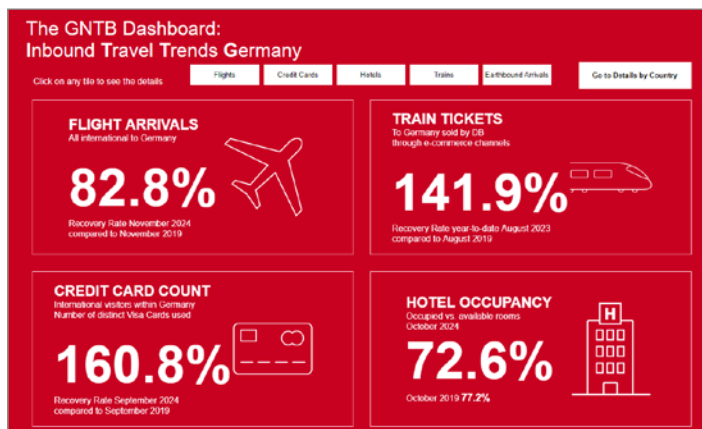 The GNTB Dashboard:
Inbound Travel Trends Germany
Click on any tile to see the details
Flights
Credit Cards
Hotels
Trains
Earthbound Arrivals
Go to Details by Country
FLIGHT ARRIVALS
All international to Germany
82.8%
Recovery Rate November 2024
compared to November 2019
TRAIN TICKETS
To Germany sold by DB
through e-commerce channels
141.9%
Recovery Rate year-to-date August 2023
compared to August 2019
CREDIT CARD COUNT
International visitors within Germany
Number of distinct Visa Cards used
160.8%
Recovery Rate September 2024
compared to September 2019
HOTEL OCCUPANCY
Occupied vs. available rooms
October 2024
72.6%
October 2019 77.2%
H